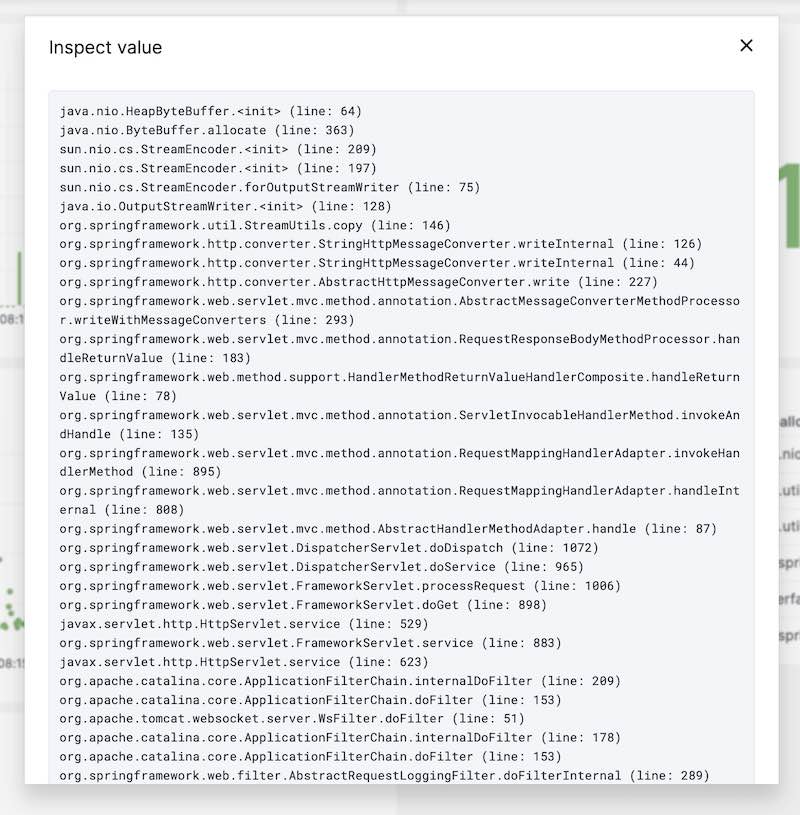 Inspect value
java.nio.HeapByteBuffer.<init> (line: 64)
java.nio.ByteBuffer.allocate (line: 363)
sun.nio.cs.StreamEncoder.<init> (line: 209)
sun.nio.cs.StreamEncoder.<init> (line: 197)
sun.nio.cs.StreamEncoder.forOutputStreamWriter (line: 75)
java.io.OutputStreamWriter.<init> (line: 128)
org.springframework.util.StreamUtils.copy (line: 146)
org.springframework.http.converter.StringHttpMessageConverter.writeInternal (line: 126)
org.springframework.http.converter.StringHttpMessageConverter.writeInternal (line: 44)
org.springframework.http.converter.AbstractHttpMessageConverter.write (line: 227)
org.springframework.web.servlet.mvc.method.annotation.AbstractMessageConverterMethodProcesso
r.writeWithMessageConverters (line: 293)
org.springframework.web.servlet.mvc.method.annotation.RequestResponseBodyMethodProcessor.han
dleReturnValue (line: 183)
org.springframework.web.method.support.HandlerMethodReturnValueHandlerComposite.handleReturn
Value (line: 78)
org.springframework.web.servlet.mvc.method.annotation.ServletInvocableHandlerMethod.invokeAn
dHandle (line: 135)
org.springframework.web.servlet.mvc.method.annotation.RequestMappingHandlerAdapter.invokeHan
dlerMethod (line: 895)
org.springframework.web.servlet.mvc.method.annotation.RequestMappingHandlerAdapter.handleInt
ernal (line: 808)
org.springframework.web.servlet.mvc.method.AbstractHandlerMethodAdapter.handle (line: 87)
org.springframework.web.servlet.DispatcherServlet.doDispatch (line: 1072)
org.springframework.web.servlet.DispatcherServlet.doService (line: 965)
org.springframework.web.servlet.FrameworkServlet.processRequest (line: 1006)
org.springframework.web.servlet.FrameworkServlet.doGet (line: 898)
javax.servlet.http.HttpServlet.service (line: 529)
org.springframework.web.servlet.FrameworkServlet.service (line: 883)
javax.servlet.http.HttpServlet.service (line: 623)
org.apache.catalina.core.ApplicationFilterChain.internalDoFilter (line: 209)
org.apache.catalina.core.ApplicationFilterChain.doFilter (line: 153)
org.apache.tomcat.websocket.server.WsFilter.doFilter (line: 51)
org.apache.catalina.core.ApplicationFilterChain.internalDoFilter (line: 178)
org.apache.catalina.core.ApplicationFilterChain.doFilter (line: 153)
org.springframework.web.filter.AbstractRequestLoggingFilter.doFilterInternal (line: 289)